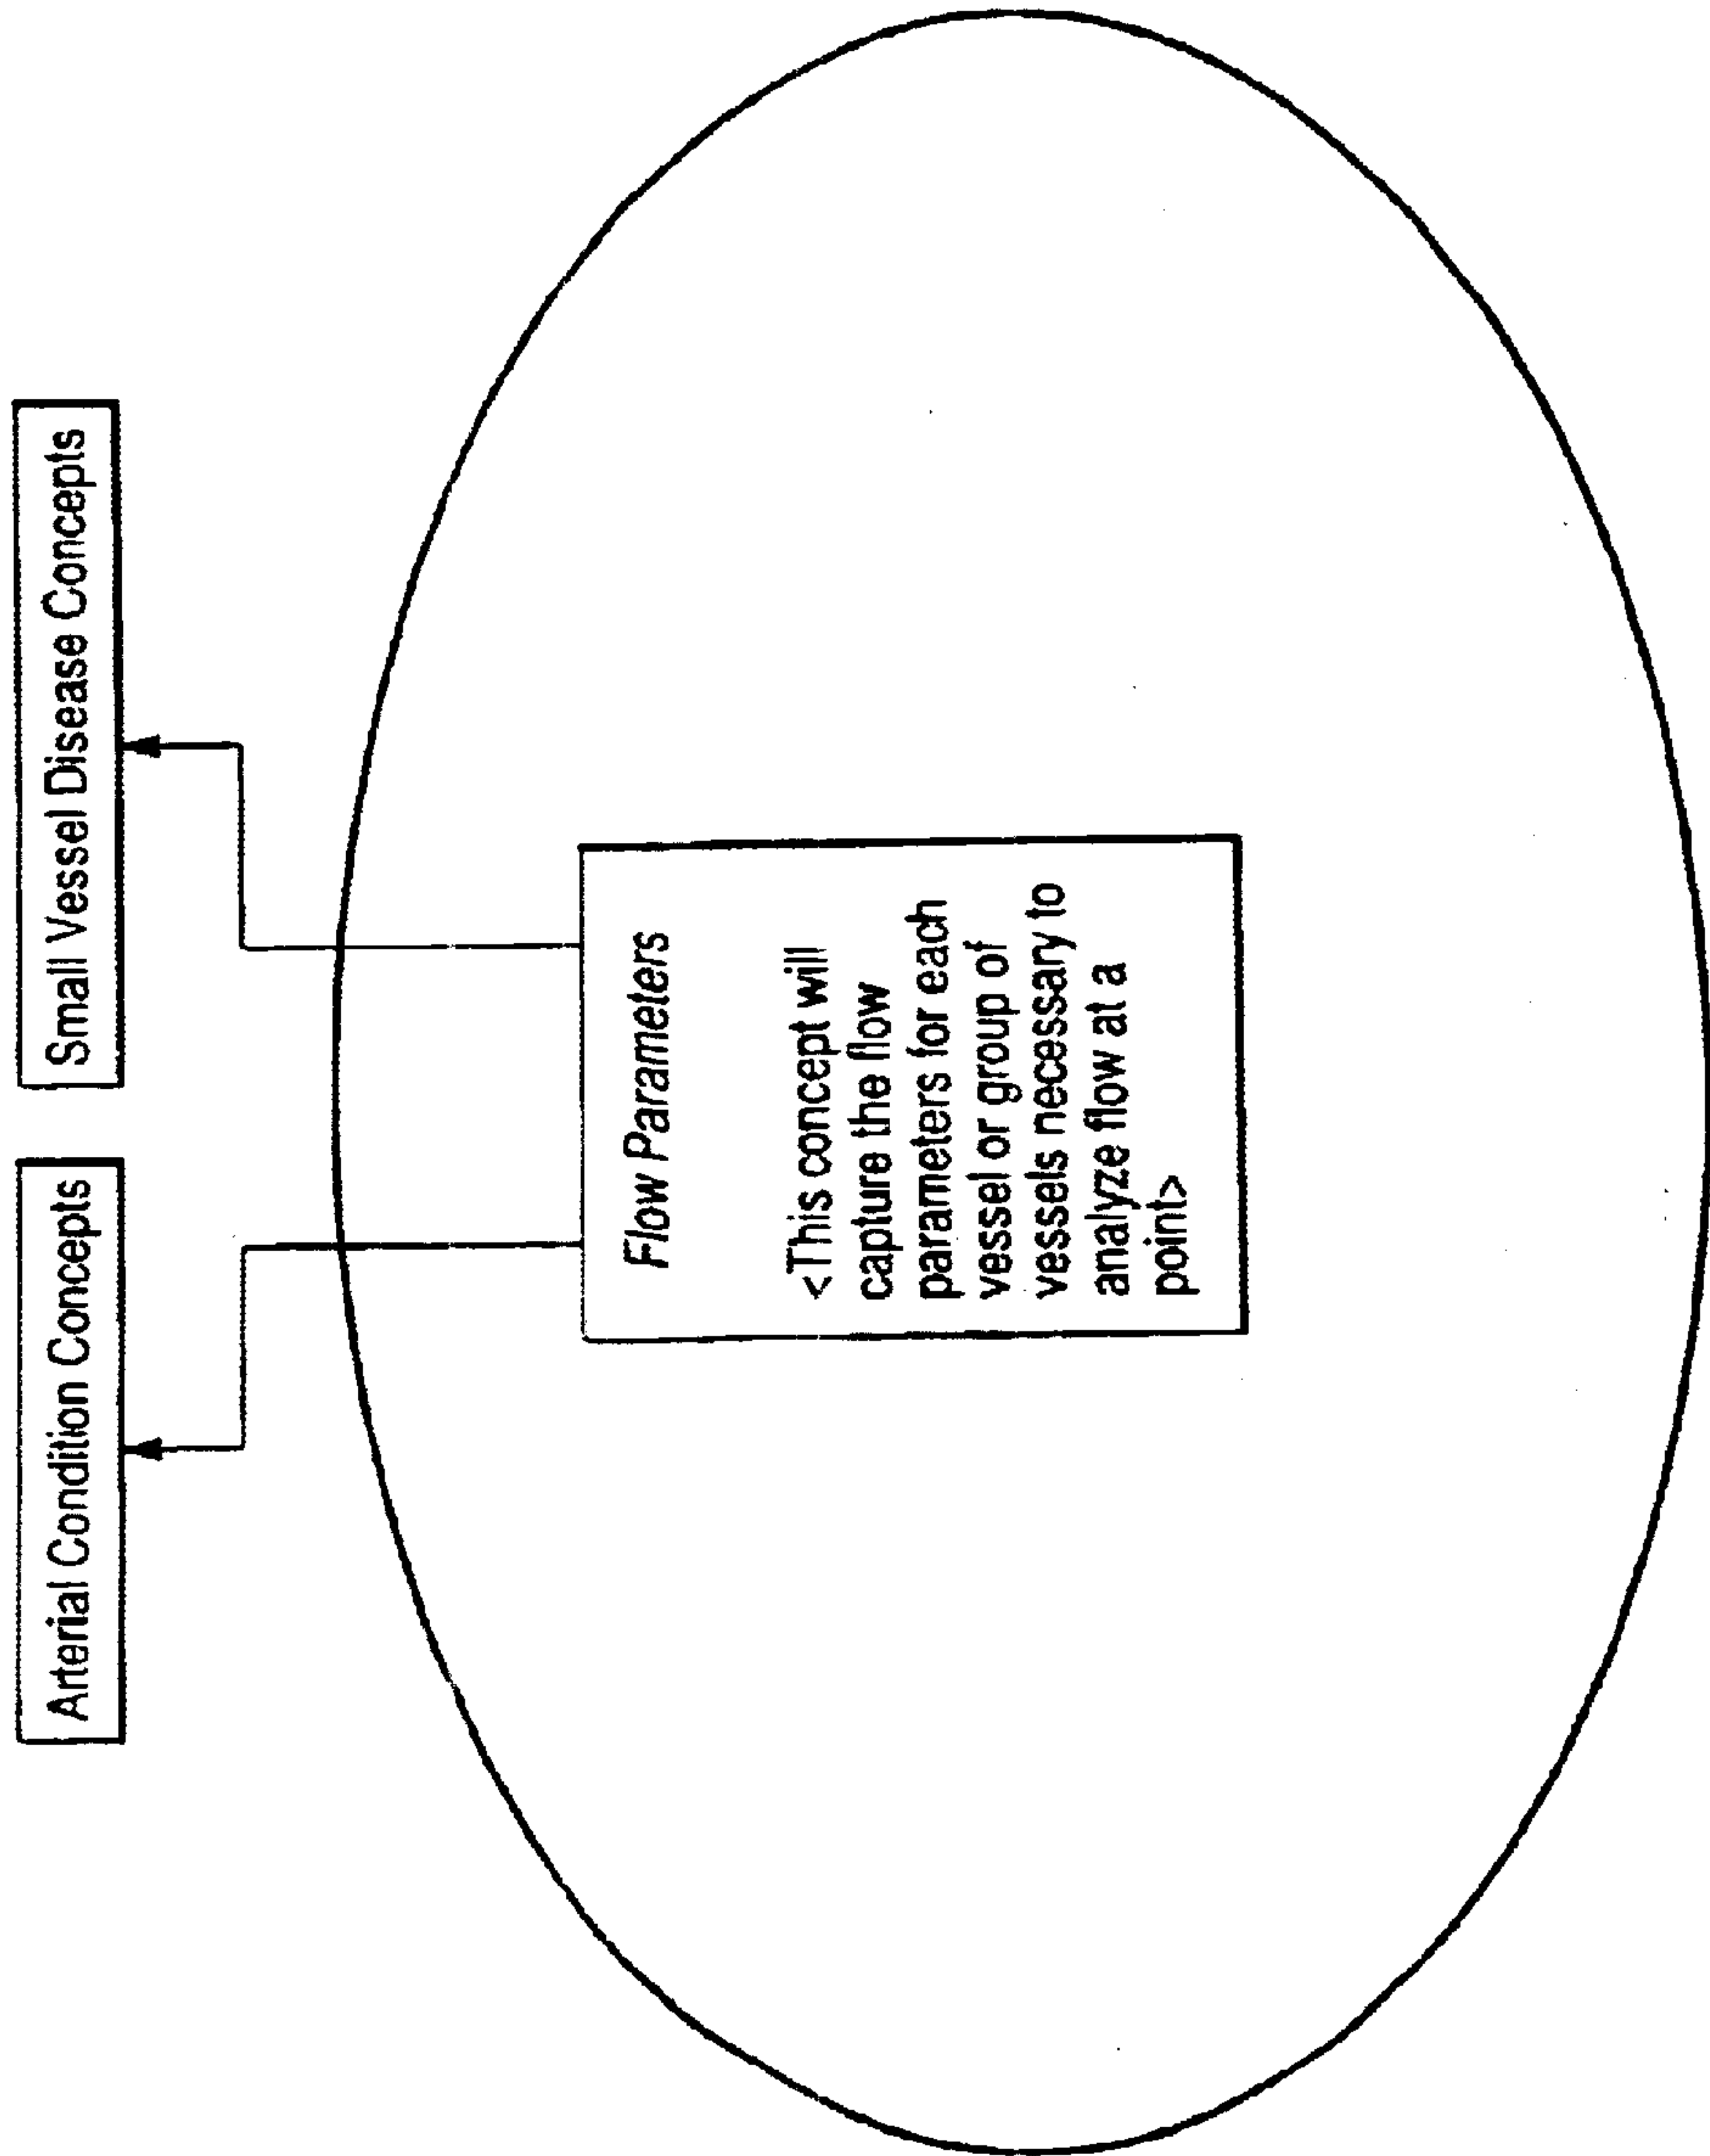 Arterial Condition Concepts
Small Vessel Disease Concepts
Flow Parameters
<This concept will
capture the flow
parameters for each
vessel or group of
vessels necessary to
analyze flow at a
point>